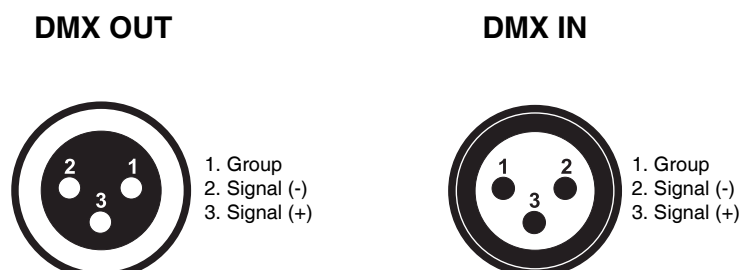 DMX OUT
2 1
3
1. Group
2. Signal (-)
3. Signal (+)
DMX IN
1 2
3
1. Group
2. Signal (-)
3. Signal (+)